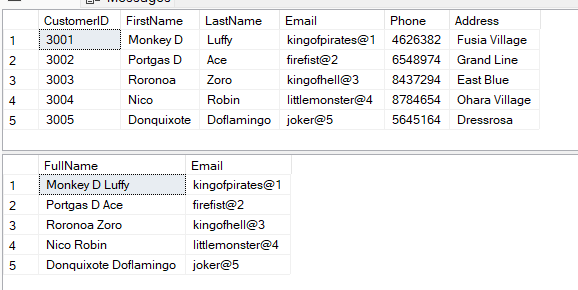 Messages
CustomerID FirstName LastName Email Phone Address
1 3001 Monkey D Luffy kingofpirates@1 4626382 Fusia Village
2 3002 Portgas D Ace firefist@2 6548974 Grand Line
3 3003 Roronoa Zoro kingofhell@3 8437294 East Blue
4 3004 Nico Robin littlemonster@4 8784654 Ohara Village
5 3005 Donquixote Doflamingo joker@5 5645164 Dressrosa
FullName Email
1 Monkey D Luffy kingofpirates@1
2 Portgas D Ace firefist@2
3 Roronoa Zoro kingofhell@3
4 Nico Robin littlemonster@4
5 Donquixote Doflamingo joker@5